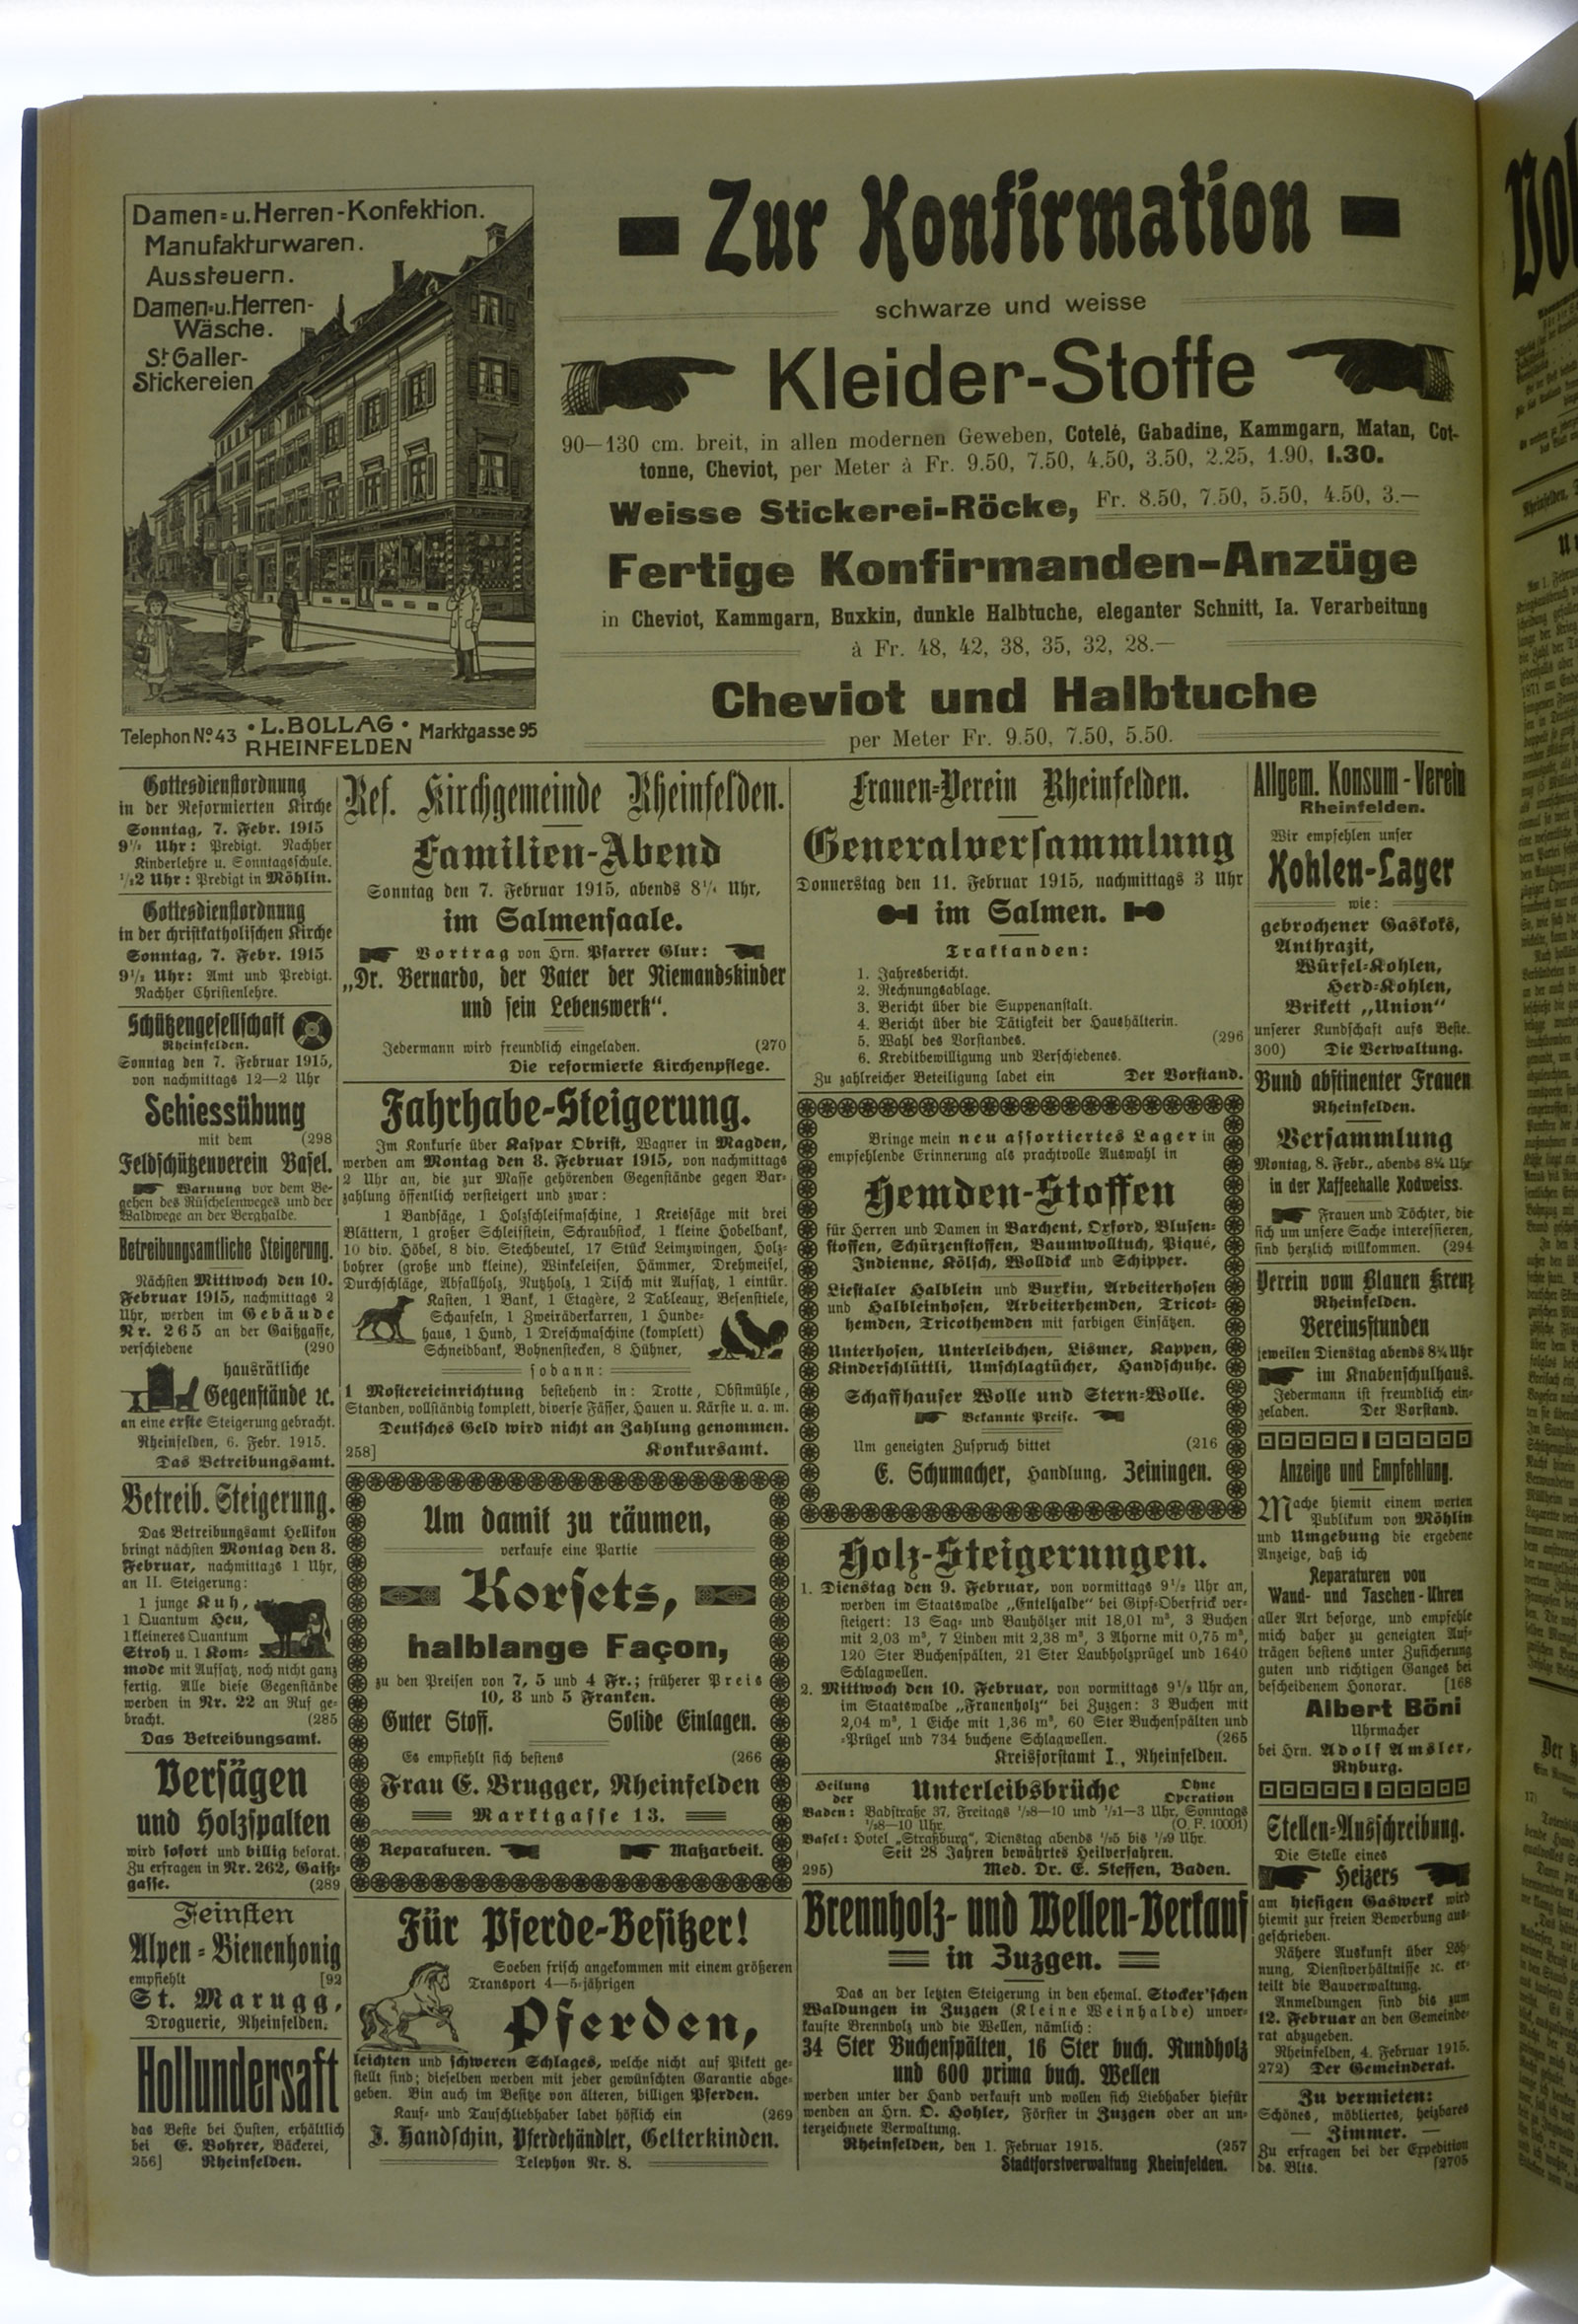 Damen- u. Herren-Konfektion.
Manufakturwaren.
Aussteuern.
Damen- u. Herren-
Wäsche.
St. Galler-
Stickereien
Telephon No. 43 • L. BOLLAG • Marktgasse 95
RHEINFELDEN
Zur Konfirmation
schwarze und weisse
Kleider-Stoffe
90—130 cm. breit, in allen modernen Geweben, Cotelé, Gabadine, Kammgarn, Matan, Cot-
tonne, Cheviot, per Meter à Fr. 9.50, 7.50, 4.50, 3.50, 2.25, 1.90, 1.30.
Weisse Stickerei-Röcke, Fr. 8.50, 7.50, 5.50, 4.50, 3.—
Fertige Konfirmanden-Anzüge
in Cheviot, Kammgarn, Buxkin, dunkle Halbtuche, eleganter Schnitt, Ia. Verarbeitung
à Fr. 48, 42, 38, 35, 32, 28.—
Cheviot und Halbtuche
per Meter Fr. 9.50, 7.50, 5.50.
Gottesdienstordnung
in der Reformierten Kirche
Sonntag, 7. Febr. 1915
9½ Uhr: Predigt. Nachher
Kinderlehre u. Sonntagsschule.
½2 Uhr: Predigt in Möhlin.
Gottesdienstordnung
in der christkatholischen Kirche
Sonntag, 7. Febr. 1915
9½ Uhr: Amt und Predigt.
Nachher Christenlehre.
Schützengesellschaft
Rheinfelden.
Sonntag den 7. Februar 1915,
von nachmittags 12—2 Uhr
Schiessübung
mit dem (298
Feldschützenverein Basel.
Warnung vor dem Be-
gehen des Rüschelenweges und der
Waldwege an der Berghalde.
Betreibungsamtliche Steigerung.
Nächsten Mittwoch den 10.
Februar 1915, nachmittags 2
Uhr, werden im Gebäude
Nr. 265 an der Gaißgasse,
verschiedene (290
hausrätliche
Gegenstände ꝛc.
an eine erste Steigerung gebracht.
Rheinfelden, 6. Febr. 1915.
Das Betreibungsamt.
Betreib. Steigerung.
Das Betreibungsamt Hellikon
bringt nächsten Montag den 8.
Februar, nachmittags 1 Uhr,
an II. Steigerung:
1 junge Kuh,
1 Quantum Heu,
1 kleineres Quantum
Stroh u. 1 Kom-
mode mit Aufsatz, noch nicht ganz
fertig. Alle diese Gegenstände
werden in Nr. 22 an Ruf ge-
bracht. (285
Das Betreibungsamt.
Versägen
und Holzspalten
wird sofort und billig besorgt.
Zu erfragen in Nr. 262, Gaiß-
gasse. (289
Feinsten
Alpen-Bienenhonig
empfiehlt [92
St. Marugg,
Droguerie, Rheinfelden.
Hollundersaft
das Beste bei Husten, erhältlich
bei E. Bohrer, Bäckerei,
256] Rheinfelden.
Ref. Kirchgemeinde Rheinfelden.
Familien-Abend
Sonntag den 7. Februar 1915, abends 8¼ Uhr,
im Salmensaale.
Vortrag von Hrn. Pfarrer Glur:
„Dr. Bernardo, der Vater der Niemandskinder
und sein Lebenswerk“.
Jedermann wird freundlich eingeladen. (270
Die reformierte Kirchenpflege.
Fahrhabe-Steigerung.
Im Konkurse über Kaspar Obrist, Wagner in Magden,
werden am Montag den 8. Februar 1915, von nachmittags
2 Uhr an, die zur Masse gehörenden Gegenstände gegen Bar-
zahlung öffentlich versteigert und zwar:
1 Bandsäge, 1 Holzschleifmaschine, 1 Kreissäge mit drei
Blättern, 1 großer Schleifstein, Schraubstock, 1 kleine Hobelbank,
10 div. Höbel, 8 div. Stechbeutel, 17 Stück Leimzwingen, Holz-
bohrer (große und kleine), Winkeleisen, Hämmer, Drehmeisel,
Durchschläge, Abfallholz, Nutzholz, 1 Tisch mit Aufsatz, 1 eintür.
Kasten, 1 Bank, 1 Etagère, 2 Tableaux, Besenstiele,
Schaufeln, 1 Zweiräderkarren, 1 Hunde-
haus, 1 Hund, 1 Dreschmaschine (komplett)
Schneidbank, Bohnenstecken, 8 Hühner,
sodann:
1 Mostereieinrichtung bestehend in: Trotte, Obstmühle,
Standen, vollständig komplett, diverse Fässer, Hauen u. Kärste u. a. m.
Deutsches Geld wird nicht an Zahlung genommen.
258] Konkursamt.
Um damit zu räumen,
verkaufe eine Partie
Korsets,
halblange Façon,
zu den Preisen von 7, 5 und 4 Fr.; früherer Preis
10, 8 und 5 Franken.
Guter Stoff. Solide Einlagen.
Es empfiehlt sich bestens (266
Frau E. Brugger, Rheinfelden
Marktgasse 13.
Reparaturen. Maßarbeit.
Für Pferde-Besitzer!
Soeben frisch angekommen mit einem größeren
Transport 4—5-jährigen
Pferden,
leichten und schweren Schlages, welche nicht auf Pikett ge-
stellt sind; dieselben werden mit jeder gewünschten Garantie abge-
geben. Bin auch im Besitze von älteren, billigen Pferden.
Kauf- und Tauschliebhaber ladet höflich ein (269
J. Handschin, Pferdehändler, Gelterkinden.
Telephon Nr. 8.
Frauen-Verein Rheinfelden.
Generalversammlung
Donnerstag den 11. Februar 1915, nachmittags 3 Uhr
im Salmen.
Traktanden:
1. Jahresbericht.
2. Rechnungsablage.
3. Bericht über die Suppenanstalt.
4. Bericht über die Tätigkeit der Haushälterin.
5. Wahl des Vorstandes. (296
6. Kreditbewilligung und Verschiedenes.
Zu zahlreicher Beteiligung ladet ein Der Vorstand.
Bringe mein neu assortiertes Lager in
empfehlende Erinnerung als prachtvolle Auswahl in
Hemden-Stoffen
für Herren und Damen in Barchent, Oxford, Blusen-
stoffen, Schürzenstoffen, Baumwolltuch, Piqué,
Indienne, Kölsch, Wolldick und Schipper.
Liestaler Halblein und Buxkin, Arbeiterhosen
und Halbleinhosen, Arbeiterhemden, Tricot-
hemden, Tricothemden mit farbigen Einsätzen.
Unterhosen, Unterleibchen, Lismer, Kappen,
Kinderschlüttli, Umschlagtücher, Handschuhe.
Schaffhauser Wolle und Stern-Wolle.
Bekannte Preise.
Um geneigten Zuspruch bittet (216
E. Schumacher, Handlung, Zeiningen.
Holz-Steigerungen.
1. Dienstag den 9. Februar, von vormittags 9½ Uhr an,
werden im Staatswalde „Entelhalde“ bei Gipf-Oberfrick ver-
steigert: 13 Sag- und Bauhölzer mit 18,01 m³, 3 Buchen
mit 2,03 m³, 7 Linden mit 2,38 m³, 3 Ahorne mit 0,75 m³,
120 Ster Buchenspälten, 21 Ster Laubholzprügel und 1640
Schlagwellen.
2. Mittwoch den 10. Februar, von vormittags 9½ Uhr an,
im Staatswalde „Frauenholz“ bei Zuzgen: 3 Buchen mit
2,04 m³, 1 Eiche mit 1,36 m³, 60 Ster Buchenspälten und
-Prügel und 734 buchene Schlagwellen. (265
Kreisforstamt I., Rheinfelden.
Heilung der Unterleibsbrüche Ohne Operation
Baden: Badstraße 37, Freitags ½8—10 und ½1—3 Uhr, Sonntags
½8—10 Uhr. (O. F. 10001)
Basel: Hotel „Straßburg“, Dienstag abends ½5 bis ½9 Uhr.
Seit 28 Jahren bewährtes Heilverfahren.
295) Med. Dr. E. Steffen, Baden.
Brennholz- und Wellen-Verkauf
in Zuzgen.
Das an der letzten Steigerung in den ehemal. Stocker'schen
Waldungen in Zuzgen (Kleine Weinhalde) unver-
kaufte Brennholz und die Wellen, nämlich:
34 Ster Buchenspälten, 16 Ster buch. Rundholz
und 600 prima buch. Wellen
werden unter der Hand verkauft und wollen sich Liebhaber hiefür
wenden an Hrn. O. Hohler, Förster in Zuzgen oder an un-
terzeichnete Verwaltung.
Rheinfelden, den 1. Februar 1915. (257
Stadtforstverwaltung Rheinfelden.
Allgem. Konsum-Verein
Rheinfelden.
Wir empfehlen unser
Kohlen-Lager
wie:
gebrochener Gaskoks,
Anthrazit,
Würfel-Kohlen,
Herd-Kohlen,
Brikett „Union“
unserer Kundschaft aufs Beste.
300) Die Verwaltung.
Bund abstinenter Frauen
Rheinfelden.
Versammlung
Montag, 8. Febr., abends 8¼ Uhr
in der Kaffeehalle Rodweiss.
Frauen und Töchter, die
sich um unsere Sache interessieren,
sind herzlich willkommen. (294
Verein vom Blauen Kreuz
Rheinfelden.
Vereinsstunden
jeweilen Dienstag abends 8¼ Uhr
im Knabenschulhaus.
Jedermann ist freundlich ein-
geladen. Der Vorstand.
Anzeige und Empfehlung.
Mache hiemit einem werten
Publikum von Möhlin
und Umgebung die ergebene
Anzeige, daß ich
Reparaturen von
Wand- und Taschen-Uhren
aller Art besorge, und empfehle
mich daher zu geneigten Auf-
trägen bestens unter Zusicherung
guten und richtigen Ganges bei
bescheidenem Honorar. [168
Albert Böni
Uhrmacher
bei Hrn. Adolf Amsler,
Ryburg.
Stellen-Ausschreibung.
Die Stelle eines
Heizers
am hiesigen Gaswerk wird
hiemit zur freien Bewerbung aus-
geschrieben.
Nähere Auskunft über Löh-
nung, Dienstverhältnisse ꝛc. er-
teilt die Bauverwaltung.
Anmeldungen sind bis zum
12. Februar an den Gemeinde-
rat abzugeben.
Rheinfelden, 4. Februar 1915.
272) Der Gemeinderat.
Zu vermieten:
Schönes, möbliertes, heizbares
— Zimmer. —
Zu erfragen bei der Expedition
ds. Blts. [2705